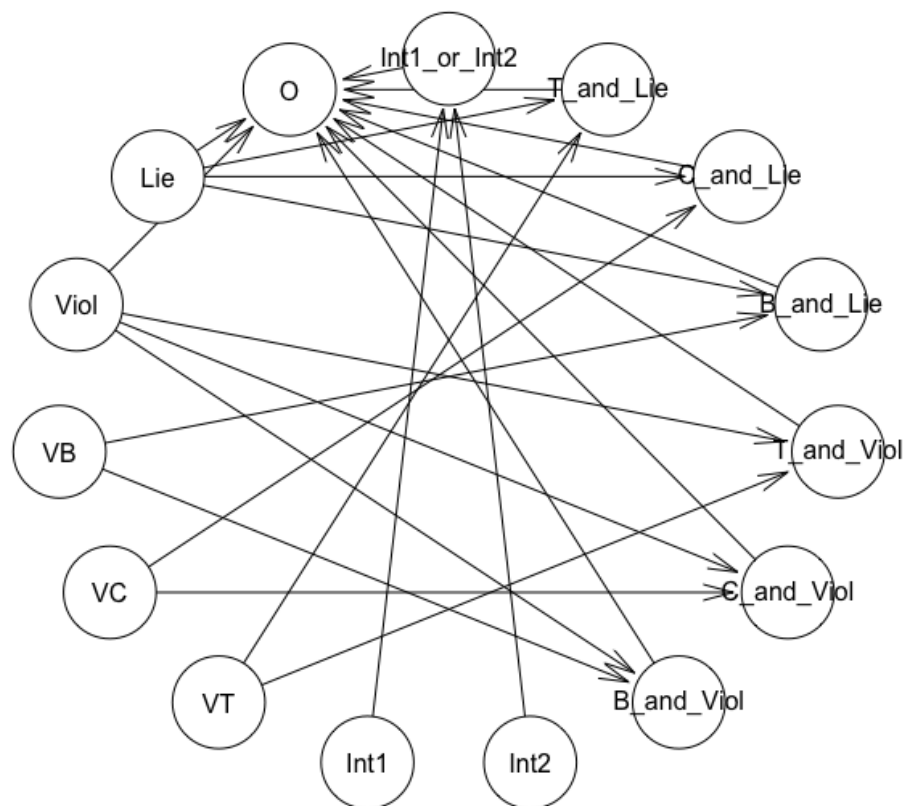 Int1_or_Int2
O
T_and_Lie
Lie
C_and_Lie
Viol
B_and_Lie
VB
T_and_Viol
VC
C_and_Viol
VT
B_and_Viol
Int1
Int2